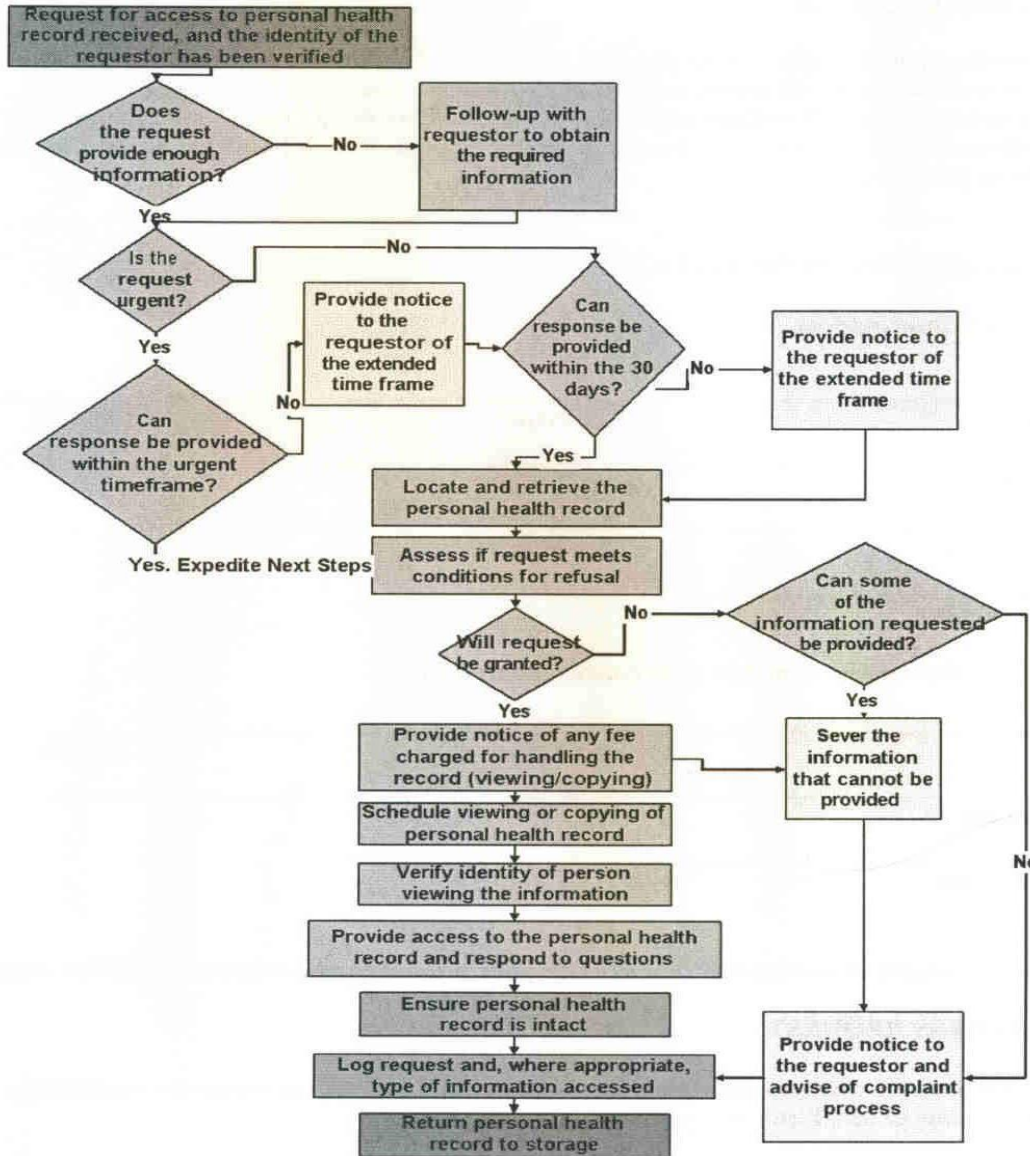 Request for access to personal health
record received, and the identity of the
requestor has been verified
Does
the request
provide enough
information?
No
Follow-up with
requestor to obtain
the required
information
Yes
Is the
request
urgent?
No
Yes
Provide notice
to the
requestor of
the extended
time frame
Can
response be
provided
within the 30
days?
No
Provide notice to
the requestor of
the extended time
frame
Can
response be provided
within the urgent
timeframe?
No
Yes
Locate and retrieve the
personal health record
Yes. Expedite Next Steps
Assess if request meets
conditions for refusal
Will request
be granted?
No
Can some
of the
information requested
be provided?
Yes
Yes
No
Provide notice of any fee
charged for handling the
record (viewing/copying)
Sever the
information
that cannot be
provided
Schedule viewing or copying of
personal health record
Verify identity of person
viewing the information
Provide access to the personal health
record and respond to questions
Ensure personal health
record is intact
Log request and, where appropriate,
type of information accessed
Provide notice to
the requestor and
advise of complaint
process
Return personal health
record to storage